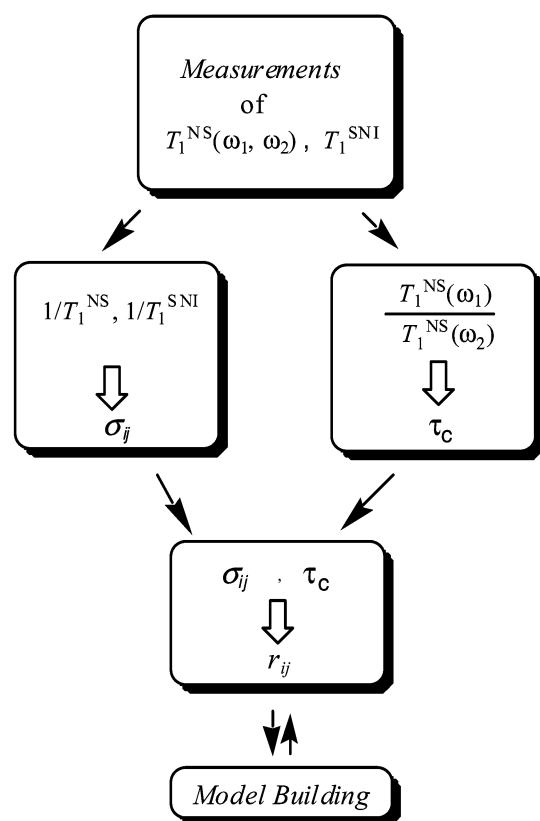 Measurements
of
T₁ᴺˢ(ω₁, ω₂) , T₁ˢᴺᴵ
1/T₁ᴺˢ, 1/T₁ˢᴺᴵ
σᵢⱼ
T₁ᴺˢ(ω₁)
T₁ᴺˢ(ω₂)
τc
σᵢⱼ , τc
rᵢⱼ
Model Building